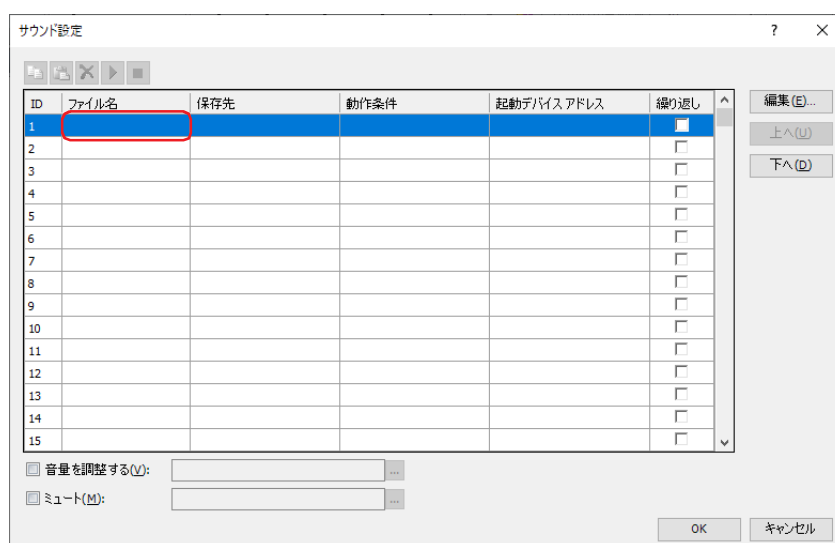 サウンド設定 ? ×
ID ファイル名 保存先 動作条件 起動デバイス アドレス 繰り返し
編集(E)...
1
上へ(U)
2
下へ(D)
3
4
5
6
7
8
9
10
11
12
13
14
15
音量を調整する(V): ...
ミュート(M): ...
OK キャンセル